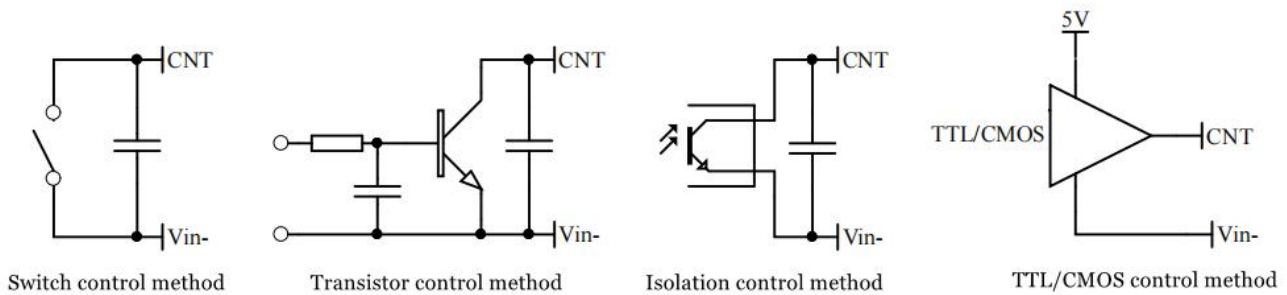 5V
CNT
CNT
CNT
TTL/CMOS
CNT
Vin-
Vin-
Vin-
Vin-
Switch control method
Transistor control method
Isolation control method
TTL/CMOS control method